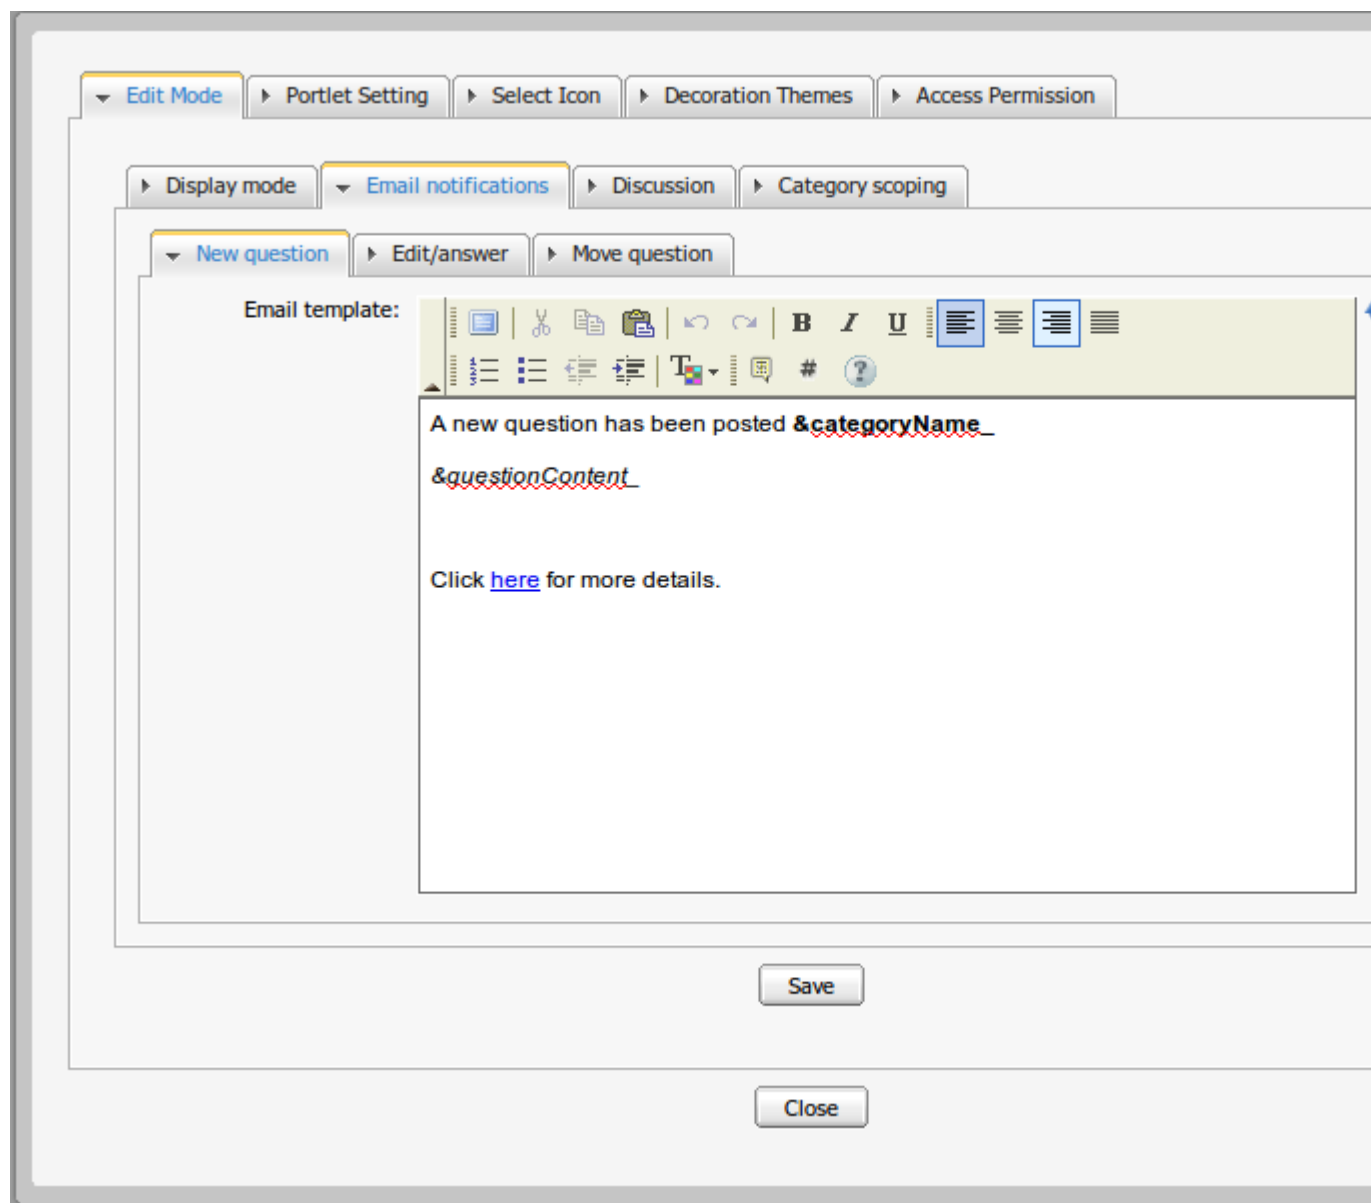 Edit Mode Portlet Setting Select Icon Decoration Themes Access Permission
Display mode Email notifications Discussion Category scoping
New question Edit/answer Move question
Email template:
B I U
T # ?
A new question has been posted &categoryName_
&questionContent_
Click here for more details.
Save
Close